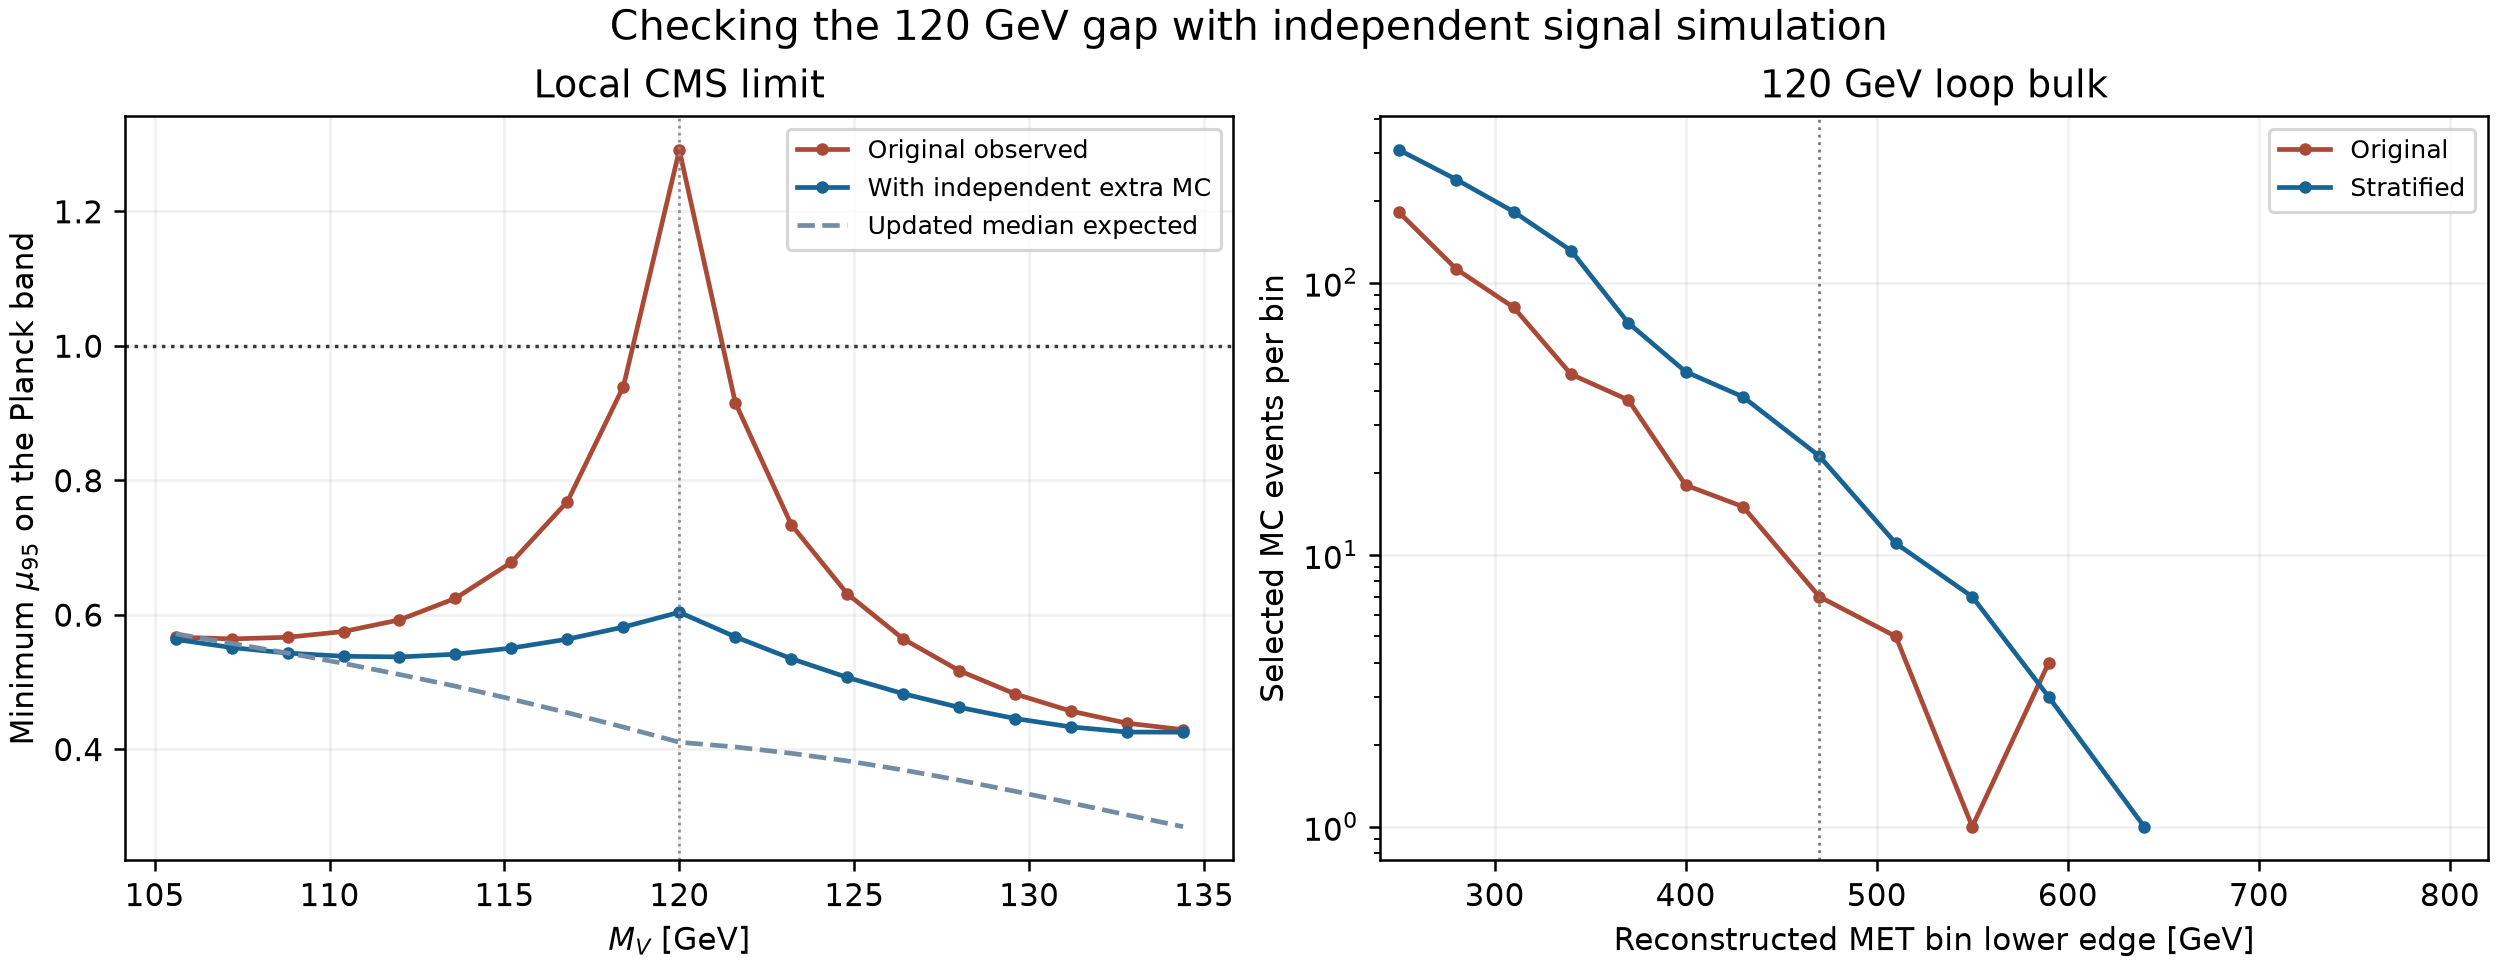 Checking the 120 GeV gap with independent signal simulation
Local CMS limit
Minimum μ95 on the Planck band
1.2
1.0
0.8
0.6
0.4
Original observed
With independent extra MC
Updated median expected
105
110
115
120
125
130
135
M_V [GeV]
120 GeV loop bulk
Selected MC events per bin
10²
10¹
10⁰
Original
Stratified
300
400
500
600
700
800
Reconstructed MET bin lower edge [GeV]